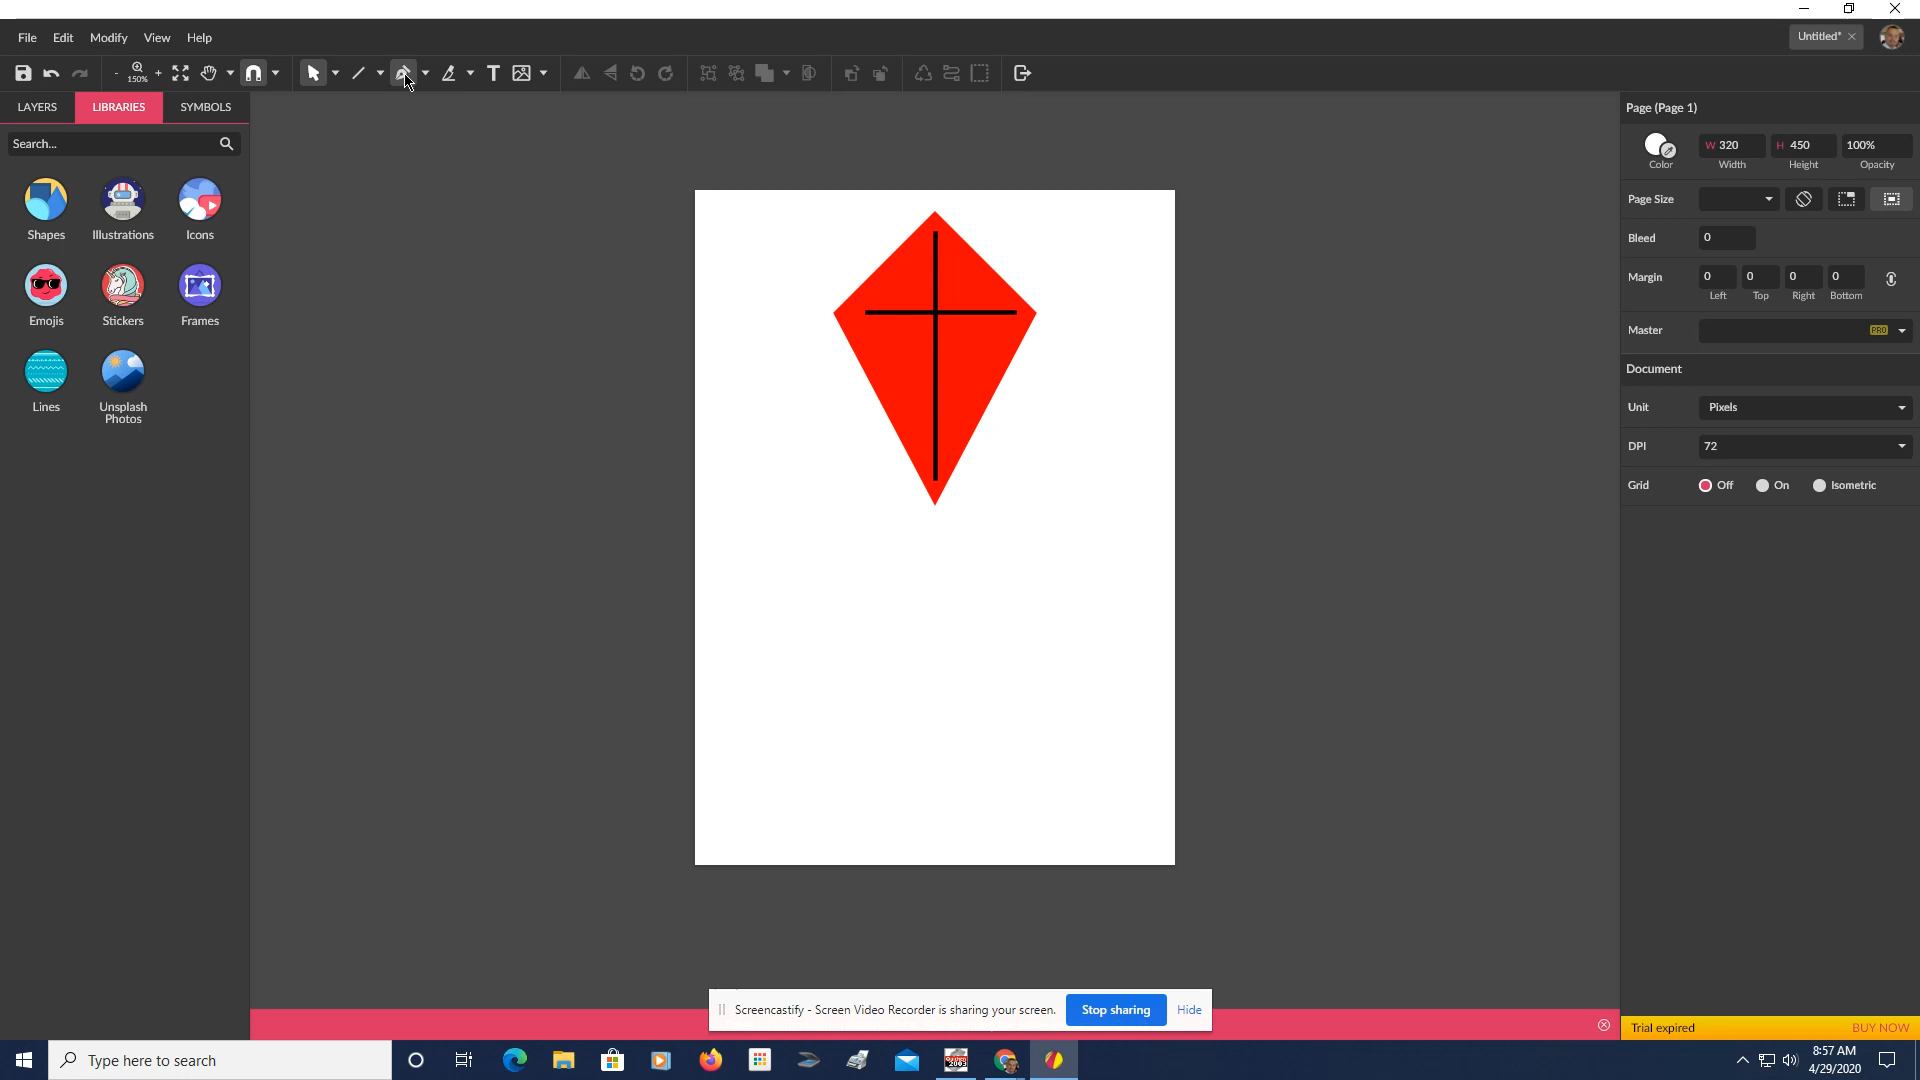 File Edit Modify View Help
Untitled*
- 150% +
LAYERS LIBRARIES SYMBOLS
Search...
Shapes Illustrations Icons
Emojis Stickers Frames
Lines Unsplash
Photos
Page (Page 1)
W 320 H 450 100%
Color Width Height Opacity
Page Size
Bleed 0
Margin 0 0 0 0
Left Top Right Bottom
Master PRO
Document
Unit Pixels
DPI 72
Grid Off On Isometric
Screencastify - Screen Video Recorder is sharing your screen. Stop sharing Hide
Trial expired BUY NOW
Type here to search
8:57 AM
4/29/2020